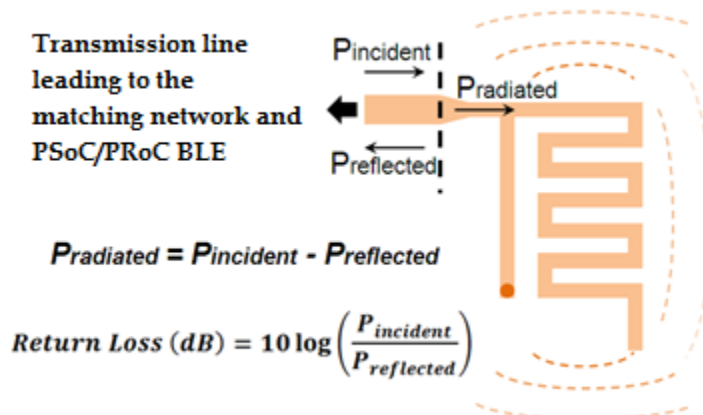 Transmission line
leading to the
matching network and
PSoC/PRoC BLE
Pincident
Pradiated
Preflected
Pradiated = Pincident - Preflected
Return Loss (dB) = 10 log(Pincident/Preflected)